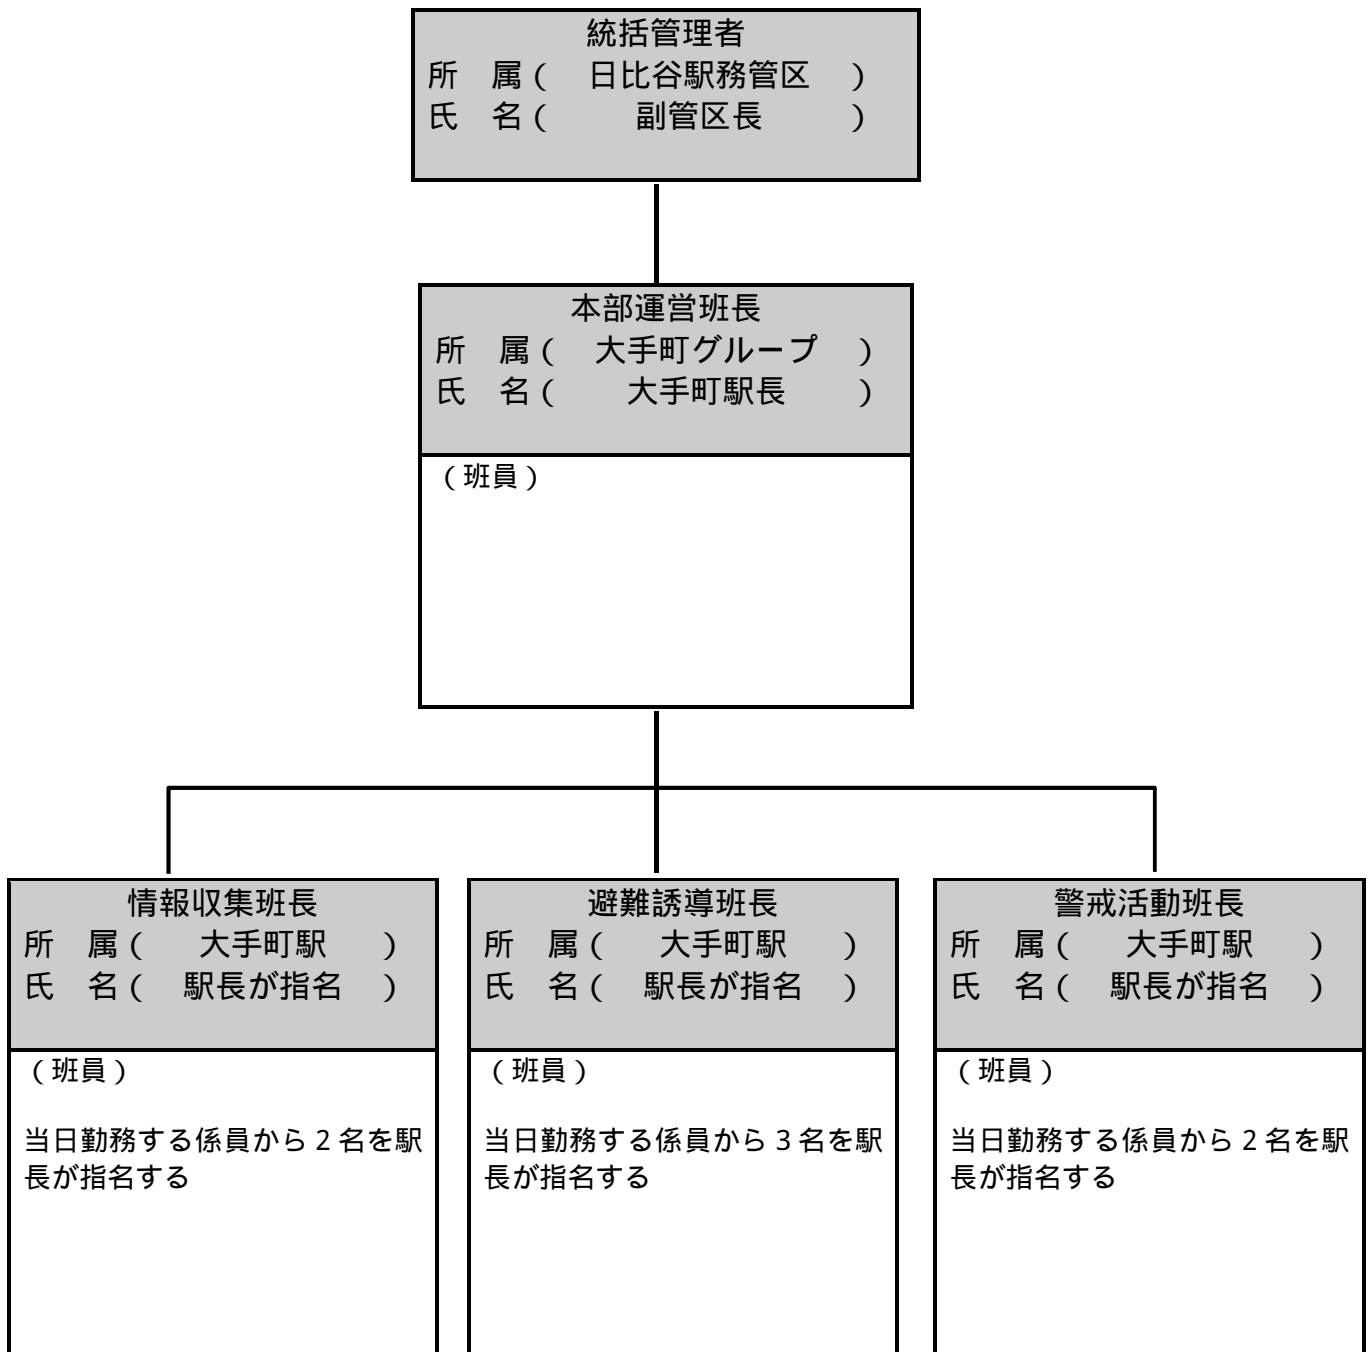 統括管理者
所　属（　日比谷駅務管区　）
氏　名（　　副管区長　　）
本部運営班長
所　属（　大手町グループ　）
氏　名（　　大手町駅長　　）
（班員）
情報収集班長
所　属（　大手町駅　）
氏　名（　駅長が指名　）
（班員）
当日勤務する係員から２名を駅
長が指名する
避難誘導班長
所　属（　大手町駅　）
氏　名（　駅長が指名　）
（班員）
当日勤務する係員から３名を駅
長が指名する
警戒活動班長
所　属（　大手町駅　）
氏　名（　駅長が指名　）
（班員）
当日勤務する係員から２名を駅
長が指名する